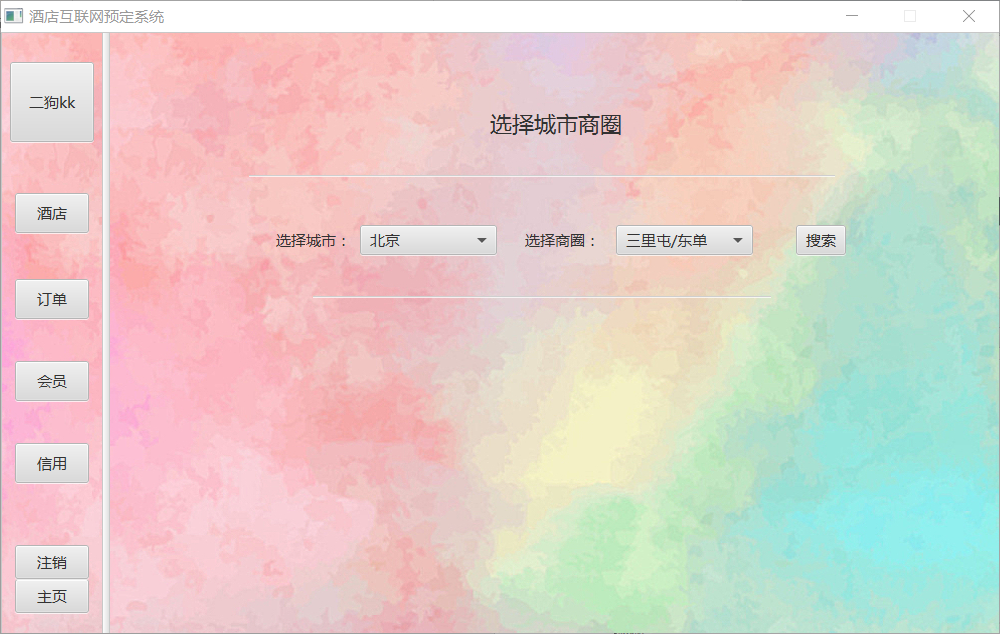 酒店互联网预定系统
二狗kk
酒店
订单
会员
信用
注销
主页
选择城市商圈
选择城市： 北京 选择商圈： 三里屯/东单 搜索